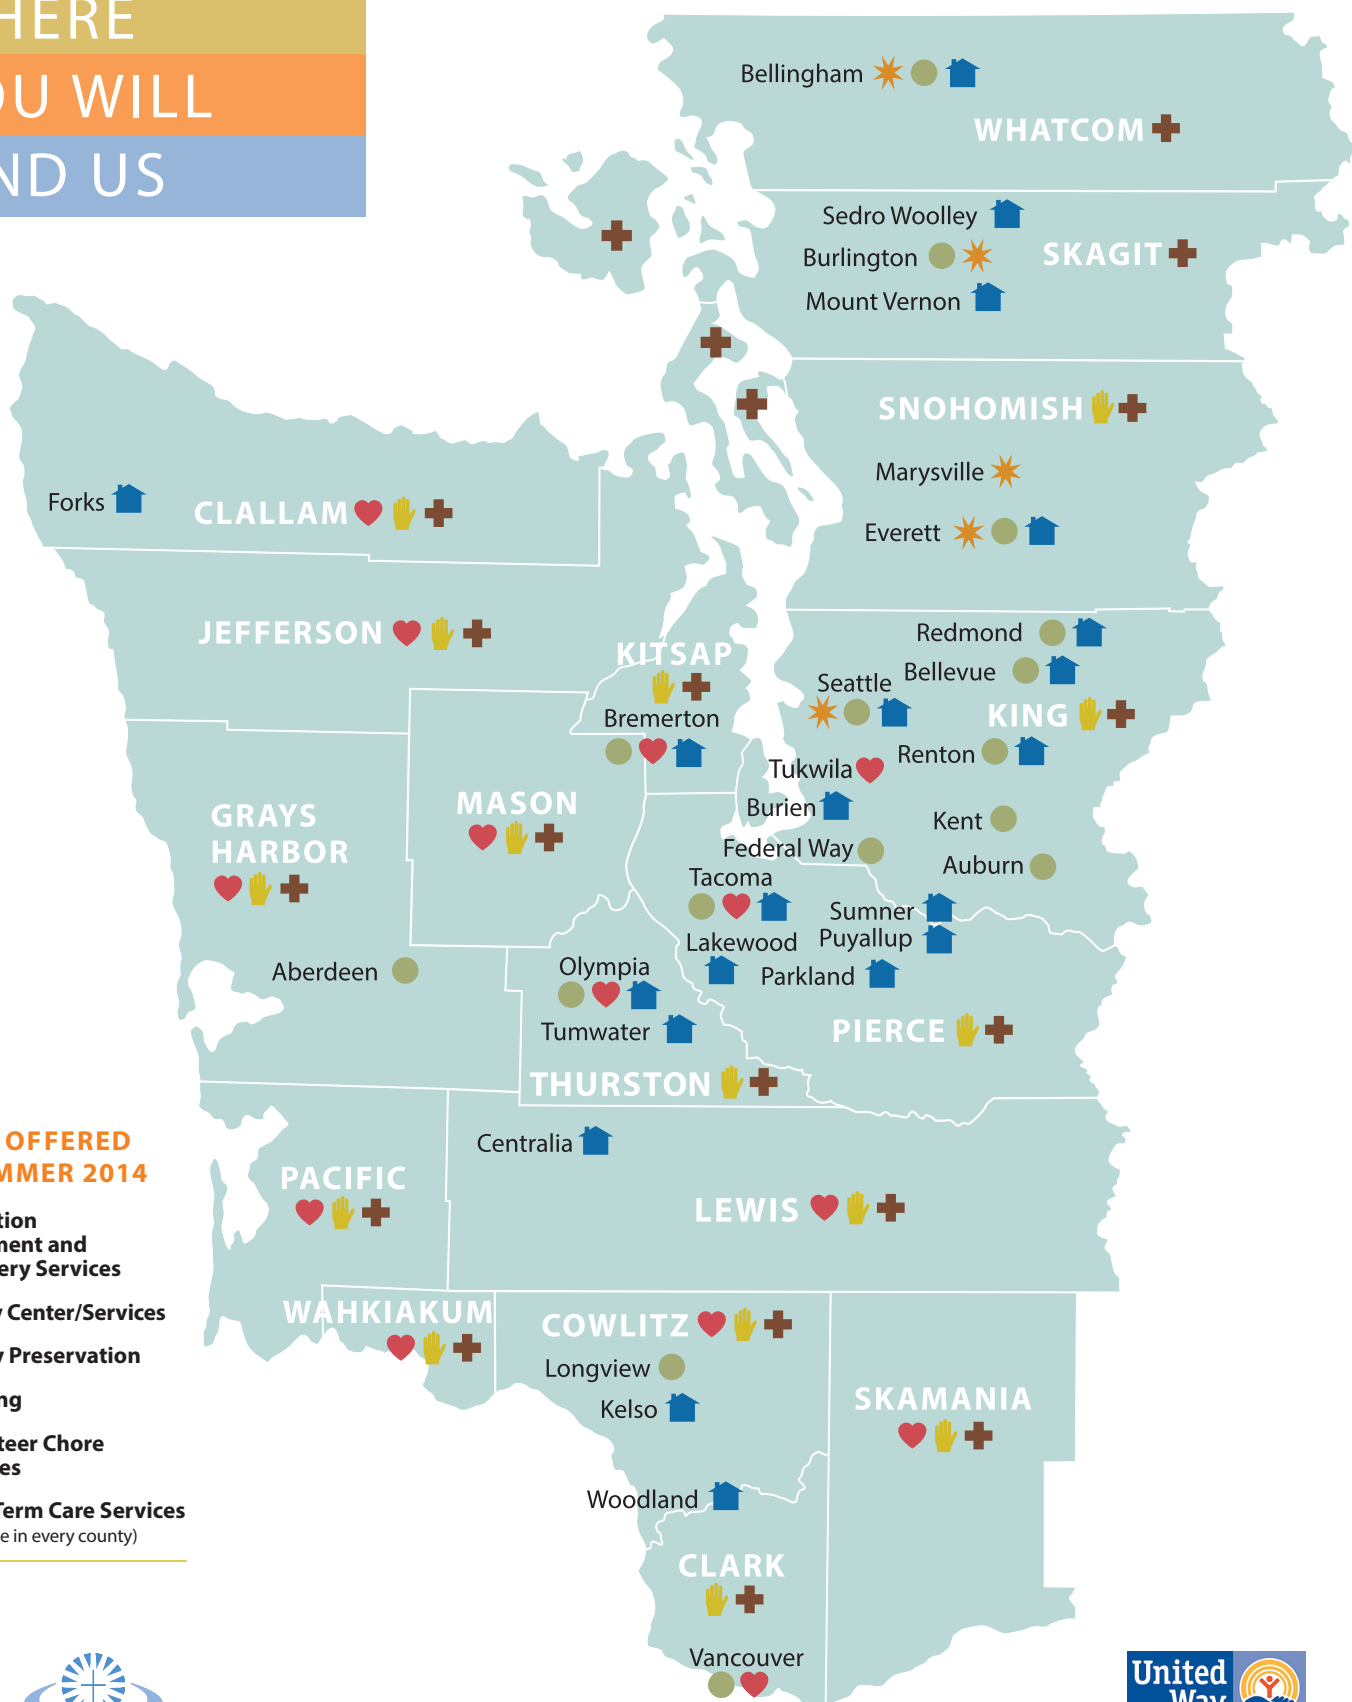 HERE
OU WILL
ND US
Bellingham
WHATCOM
Sedro Woolley
Burlington
SKAGIT
Mount Vernon
SNOHOMISH
Marysville
Everett
Forks
CLALLAM
JEFFERSON
KITSAP
Bremerton
Redmond
Bellevue
Seattle
KING
Renton
Tukwila
Burien
Kent
Federal Way
Auburn
MASON
GRAYS
HARBOR
Tacoma
Sumner
Puyallup
Lakewood
Parkland
Aberdeen
Olympia
Tumwater
PIERCE
THURSTON
Centralia
PACIFIC
LEWIS
OFFERED
MMER 2014
tion
ment and
ery Services
y Center/Services
y Preservation
ng
teer Chore
es
Term Care Services
e in every county)
WAHKIAKUM
COWLITZ
Longview
Kelso
SKAMANIA
Woodland
CLARK
Vancouver
United
Way